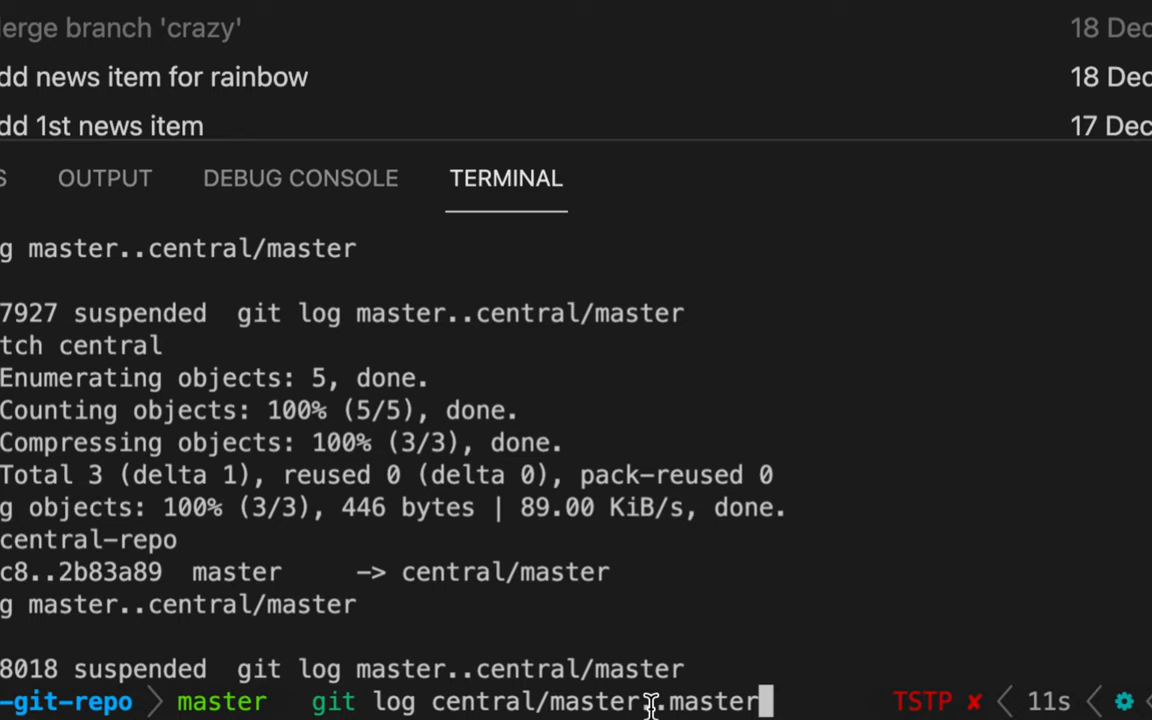 erge branch 'crazy' 18 Dec
dd news item for rainbow 18 Dec
dd 1st news item 17 Dec
S OUTPUT DEBUG CONSOLE TERMINAL
g master..central/master
7927 suspended git log master..central/master
tch central
Enumerating objects: 5, done.
Counting objects: 100% (5/5), done.
Compressing objects: 100% (3/3), done.
Total 3 (delta 1), reused 0 (delta 0), pack-reused 0
g objects: 100% (3/3), 446 bytes | 89.00 KiB/s, done.
central-repo
c8..2b83a89 master -> central/master
g master..central/master
8018 suspended git log master..central/master
-git-repo master git log central/master..master TSTP ✘ 11s